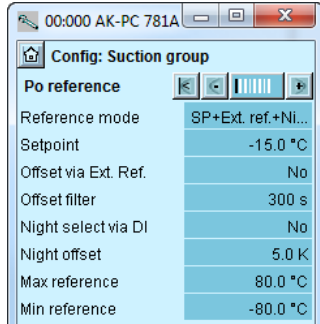 00:000 AK-PC 781A
Config: Suction group
Po reference
Reference mode SP+Ext. ref.+Ni...
Setpoint -15.0 °C
Offset via Ext. Ref. No
Offset filter 300 s
Night select via DI No
Night offset 5.0 K
Max reference 80.0 °C
Min reference -80.0 °C